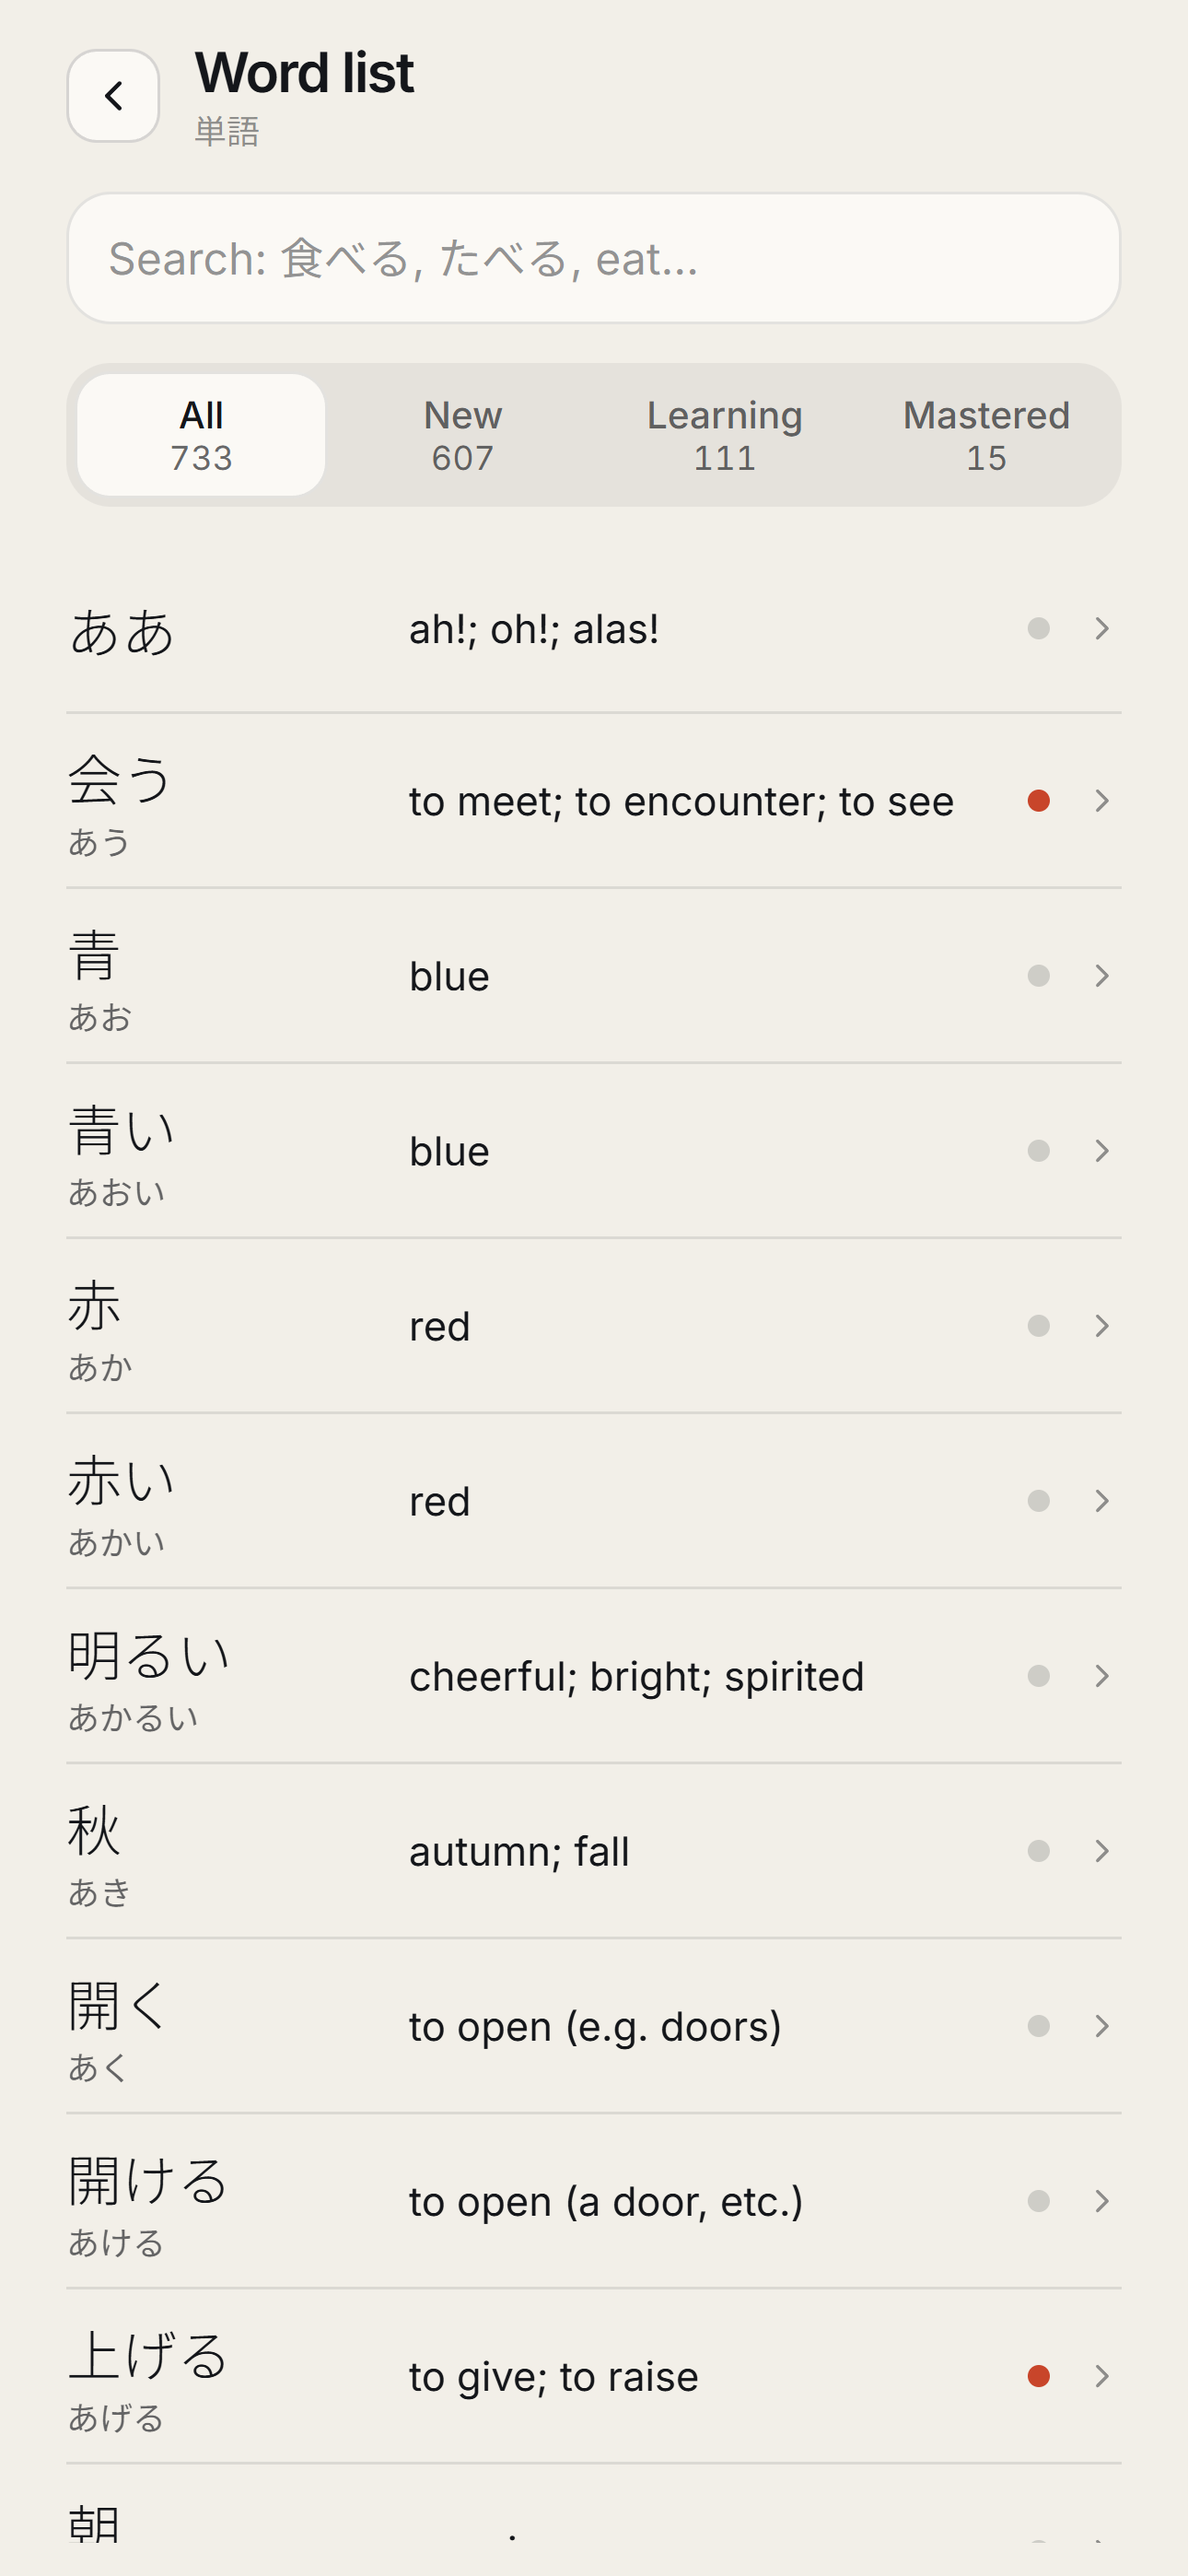 Word list
単語
Search: 食べる, たべる, eat...
All
733
New
607
Learning
111
Mastered
15
ああ
ah!; oh!; alas!
会う
あう
to meet; to encounter; to see
青
あお
blue
青い
あおい
blue
赤
あか
red
赤い
あかい
red
明るい
あかるい
cheerful; bright; spirited
秋
あき
autumn; fall
開く
あく
to open (e.g. doors)
開ける
あける
to open (a door, etc.)
上げる
あげる
to give; to raise
朝